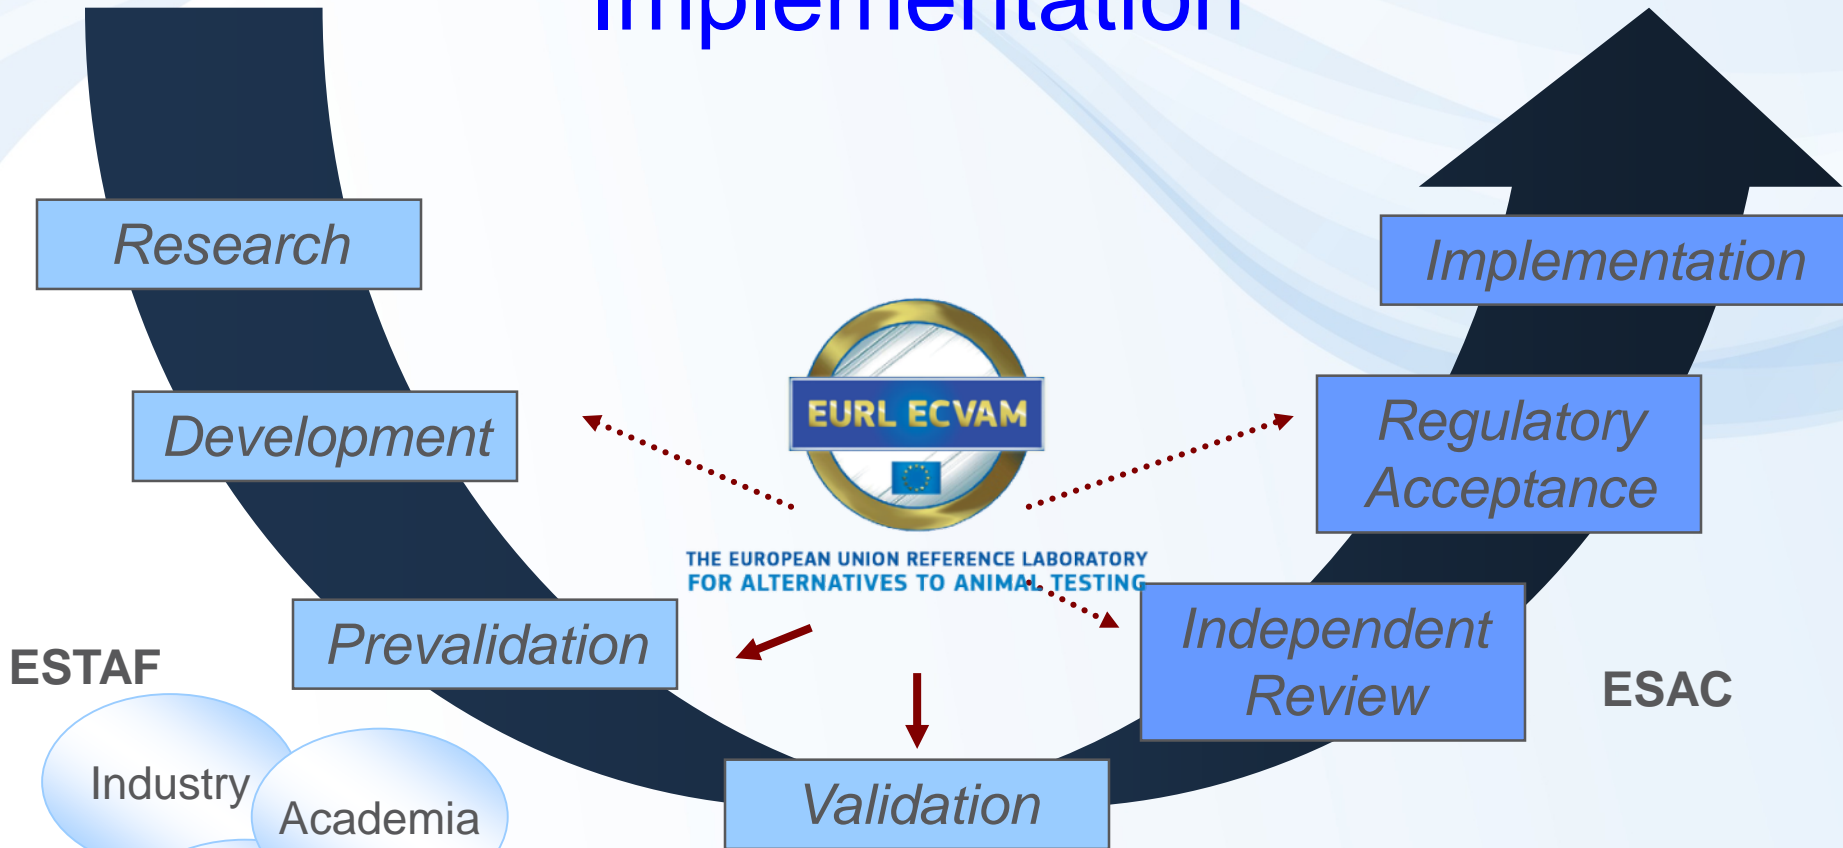 Implementation
Research
Implementation
Development
Regulatory
Acceptance
EURL ECVAM
THE EUROPEAN UNION REFERENCE LABORATORY
FOR ALTERNATIVES TO ANIMAL TESTING
Prevalidation
Independent
Review
ESTAF
ESAC
Industry
Academia
Validation